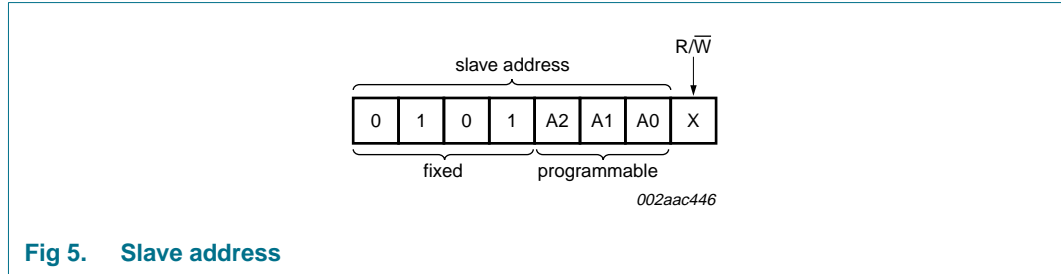 R/W̅
slave address
0 1 0 1 A2 A1 A0 X
fixed programmable
002aac446
Fig 5. Slave address